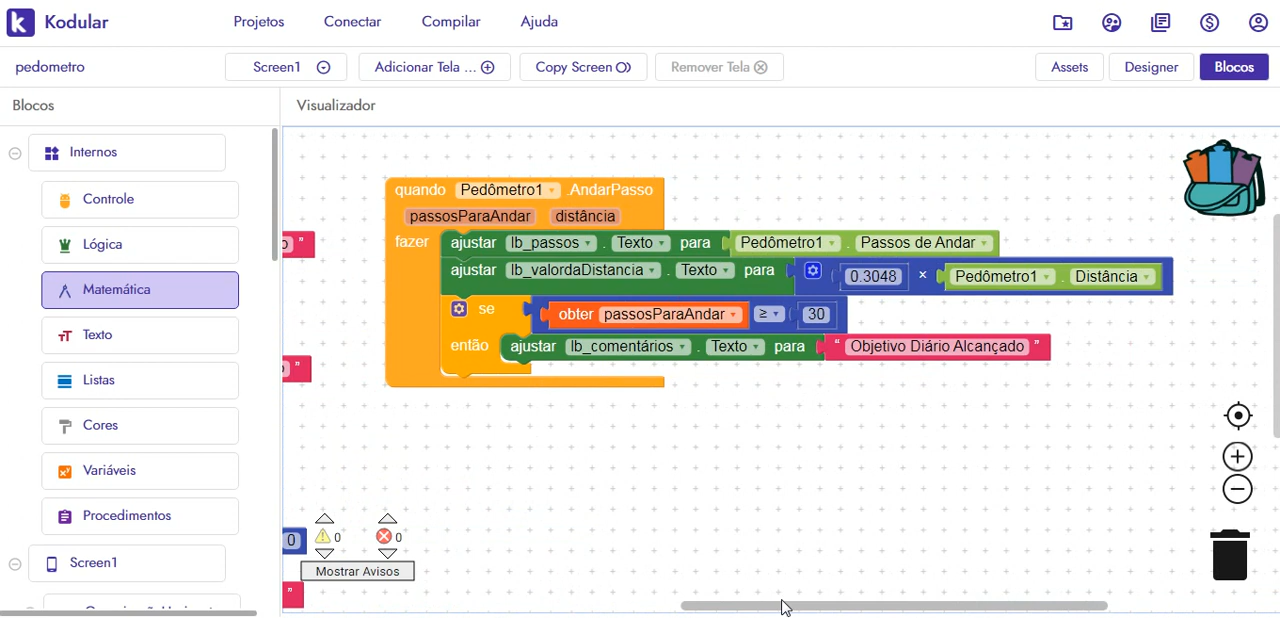 Kodular
Projetos Conectar Compilar Ajuda
pedometro
Screen1
Adicionar Tela ...
Copy Screen
Remover Tela
Assets
Designer
Blocos
Blocos
Visualizador
Internos
Controle
Lógica
Matemática
Texto
Listas
Cores
Variáveis
Procedimentos
Screen1
quando Pedômetro1 .AndarPasso
passosParaAndar distância
fazer ajustar lb_passos . Texto para Pedômetro1 . Passos de Andar
ajustar lb_valordaDistancia . Texto para 0.3048 × Pedômetro1 . Distância
se obter passosParaAndar ≥ 30
então ajustar lb_comentários . Texto para “ Objetivo Diário Alcançado ”
o ”
”
0
”
0 0
Mostrar Avisos